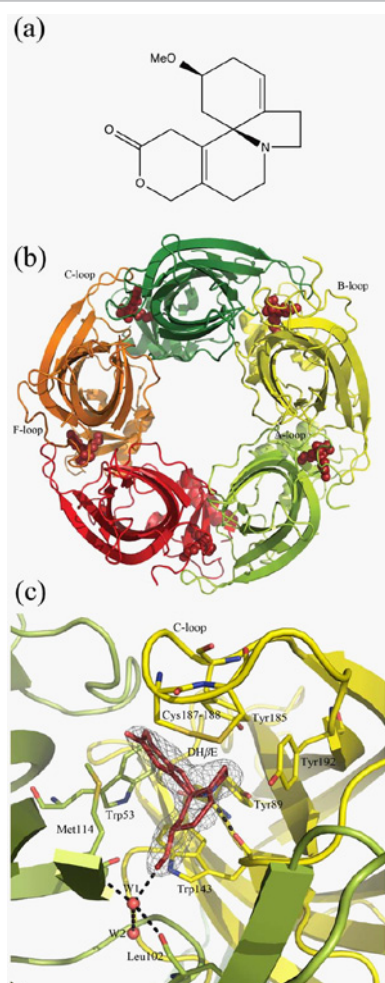 (a)
MeO
O
O
N
(b)
C-loop
B-loop
F-loop
A-loop
(c)
C-loop
Cys187-188
Tyr185
DHβE
Tyr192
Tyr89
Trp53
Met114
Trp143
W1
W2
Leu102